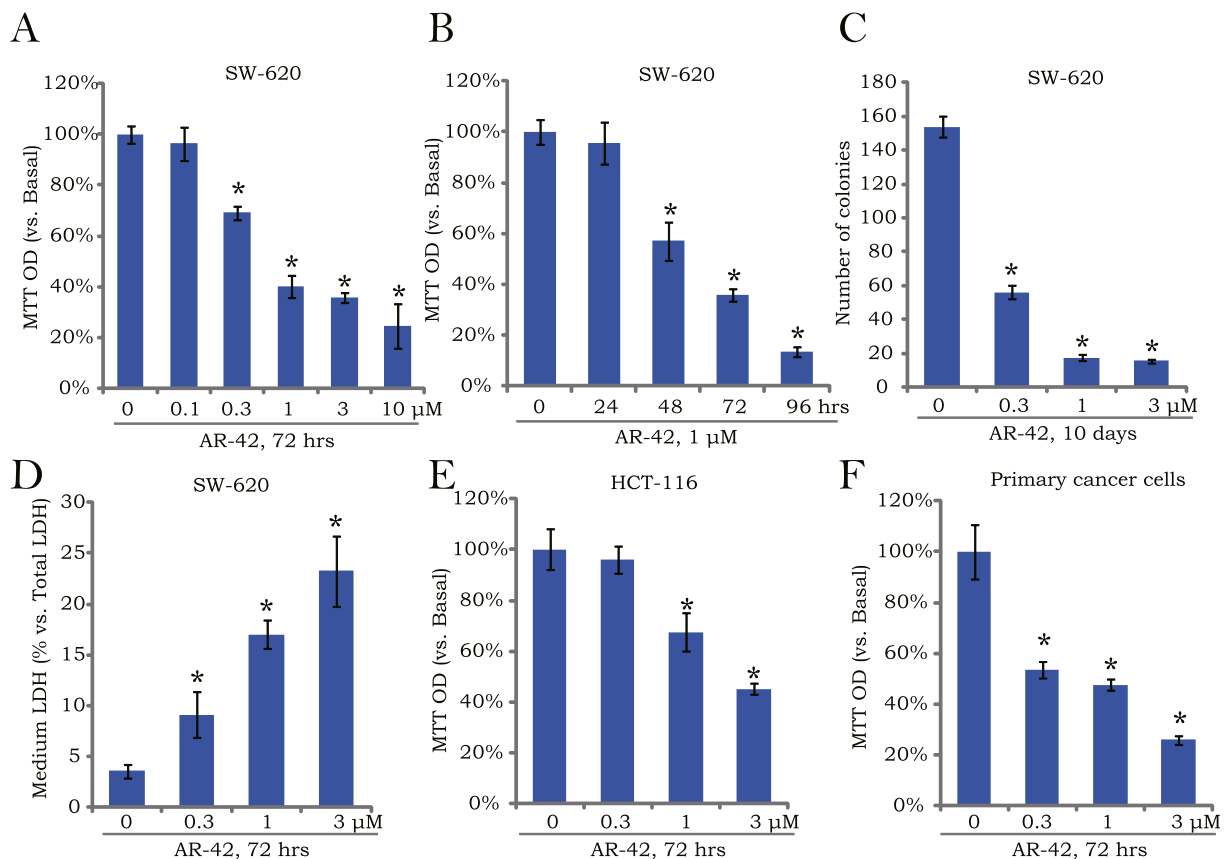 A
SW-620
MTT OD (vs. Basal)
120%
100%
80%
60%
40%
20%
0%
0 0.1 0.3 1 3 10 µM
* * * *
AR-42, 72 hrs
B
SW-620
MTT OD (vs. Basal)
120%
100%
80%
60%
40%
20%
0%
0 24 48 72 96 hrs
* * *
AR-42, 1 µM
C
SW-620
Number of colonies
180
160
140
120
100
80
60
40
20
0
0 0.3 1 3 µM
* * *
AR-42, 10 days
D
SW-620
Medium LDH (% vs. Total LDH)
30
25
20
15
10
5
0
0 0.3 1 3 µM
* * *
AR-42, 72 hrs
E
HCT-116
MTT OD (vs. Basal)
120%
100%
80%
60%
40%
20%
0%
0 0.3 1 3 µM
* *
AR-42, 72 hrs
F
Primary cancer cells
MTT OD (vs. Basal)
120%
100%
80%
60%
40%
20%
0%
0 0.3 1 3 µM
* * *
AR-42, 72 hrs